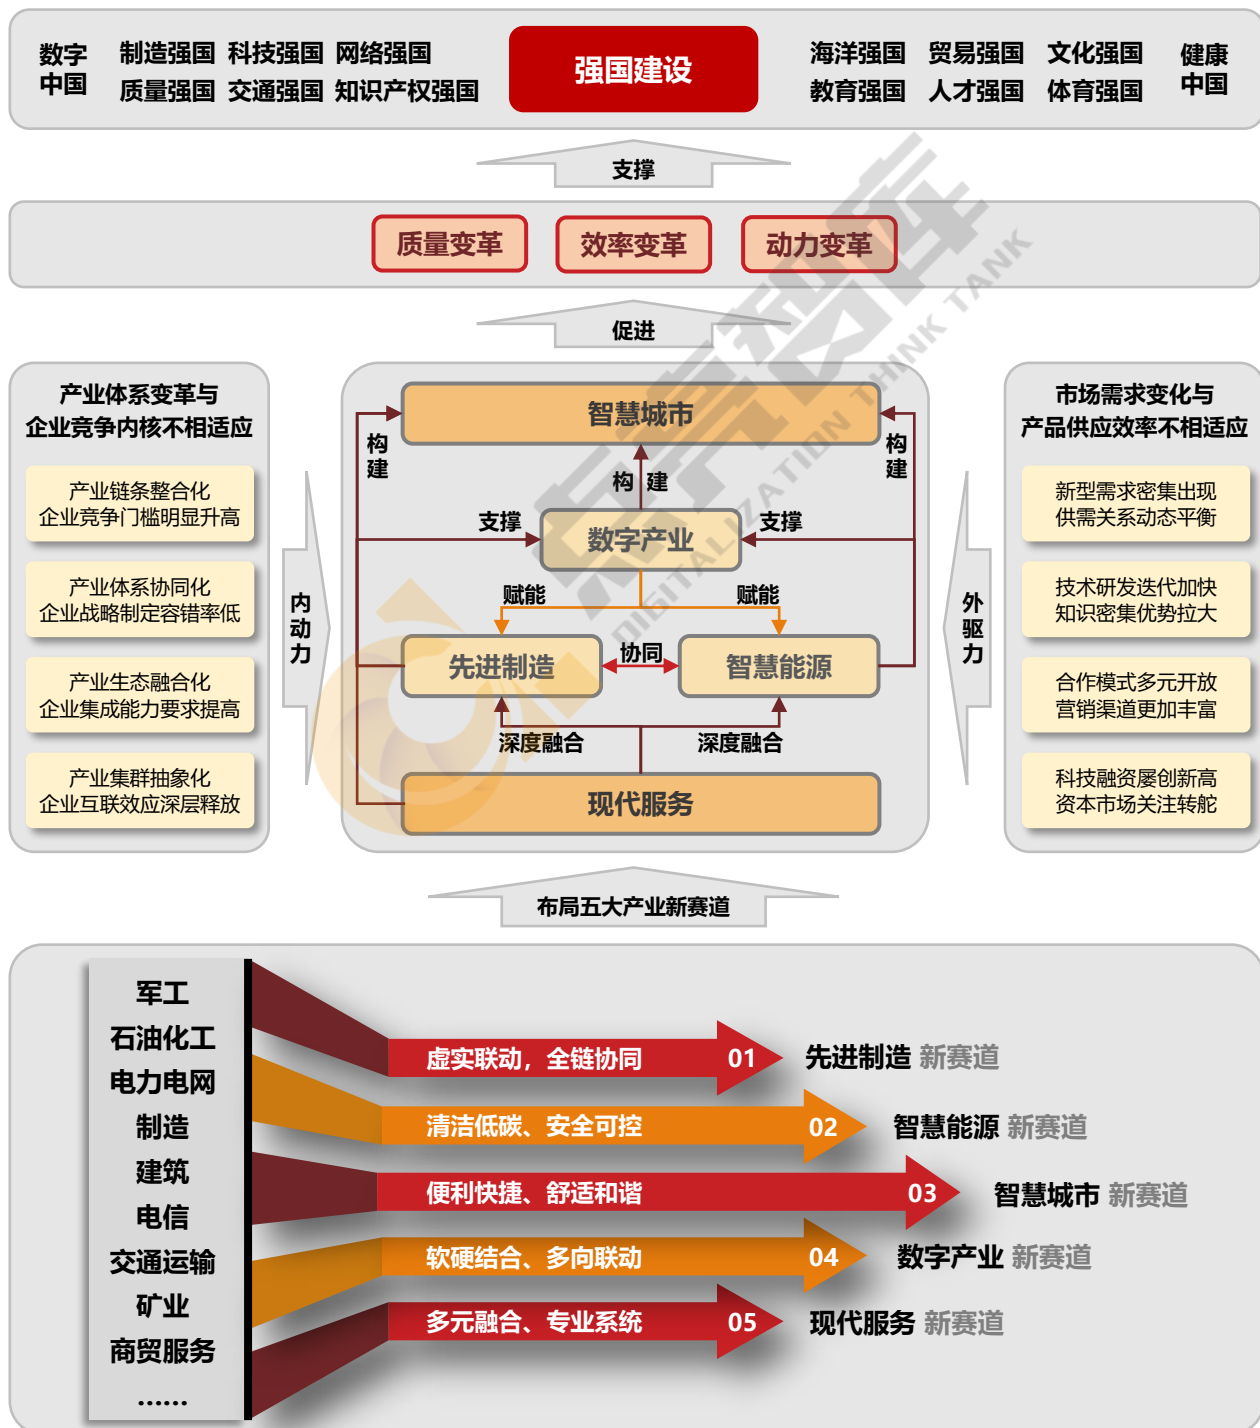 数字
中国
制造强国 科技强国 网络强国
质量强国 交通强国 知识产权强国
强国建设
海洋强国 贸易强国 文化强国
教育强国 人才强国 体育强国
健康
中国
支撑
质量变革 效率变革 动力变革
促进
产业体系变革与
企业竞争内核不相适应
产业链条整合化
企业竞争门槛明显升高
产业体系协同化
企业战略制定容错率低
产业生态融合化
企业集成能力要求提高
产业集群抽象化
企业互联效应深层释放
内动力
智慧城市
构建
构建
构建
支撑
数字产业
支撑
赋能
赋能
先进制造
协同
智慧能源
深度融合
深度融合
现代服务
外驱力
市场需求变化与
产品供应效率不相适应
新型需求密集出现
供需关系动态平衡
技术研发迭代加快
知识密集优势拉大
合作模式多元开放
营销渠道更加丰富
科技融资屡创新高
资本市场关注转舵
DIGITALIZATION THINK TANK
布局五大产业新赛道
军工
石油化工
电力电网
制造
建筑
电信
交通运输
矿业
商贸服务
……
虚实联动，全链协同 01 先进制造 新赛道
清洁低碳、安全可控 02 智慧能源 新赛道
便利快捷、舒适和谐 03 智慧城市 新赛道
软硬结合、多向联动 04 数字产业 新赛道
多元融合、专业系统 05 现代服务 新赛道